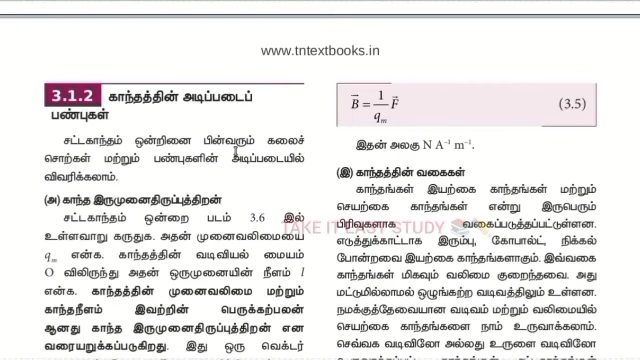 www.tntextbooks.in
3.1.2 காந்தத்தின் அடிப்படைப்
பண்புகள்
சட்டகாந்தம் ஒன்றினை பின்வரும் கலைச்
சொற்கள் மற்றும் பண்புகளின் அடிப்படையில்
விவரிக்கலாம்.
(அ) காந்த இருமுனைதிருப்புத்திறன்
சட்டகாந்தம் ஒன்றை படம் 3.6 இல்
உள்ளவாறு கருதுக. அதன் முனைவலிமையை
qₘ என்க. காந்தத்தின் வடிவியல் மையம்
O விலிருந்து அதன் ஒருமுனையின் நீளம் l
என்க. காந்தத்தின் முனைவலிமை மற்றும்
காந்தநீளம் இவற்றின் பெருக்கற்பலன்
ஆனது காந்த இருமுனைதிருப்புத்திறன் என
வரையறுக்கப்படுகிறது. இது ஒரு வெக்டர்
B⃗ = 1/qₘ F⃗ (3.5)
இதன் அலகு N A⁻¹ m⁻¹.
(இ) காந்தத்தின் வகைகள்
காந்தங்கள் இயற்கை காந்தங்கள் மற்றும்
செயற்கை காந்தங்கள் என்று இருபெரும்
பிரிவுகளாக வகைப்படுத்தப்பட்டுள்ளன.
TAKE IT EASY STUDY 📚✏️
எடுத்துக்காட்டாக இரும்பு, கோபால்ட், நிக்கல்
போன்றவை இயற்கை காந்தங்களாகும். இவ்வகை
காந்தங்கள் மிகவும் வலிமை குறைந்தவை. அது
மட்டுமில்லாமல் ஒழுங்கற்ற வடிவத்திலும் உள்ளன.
நமக்குத்தேவையான வடிவம் மற்றும் வலிமையில்
செயற்கை காந்தங்களை நாம் உருவாக்கலாம்.
செவ்வக வடிவிலோ அல்லது உருளை வடிவிலோ